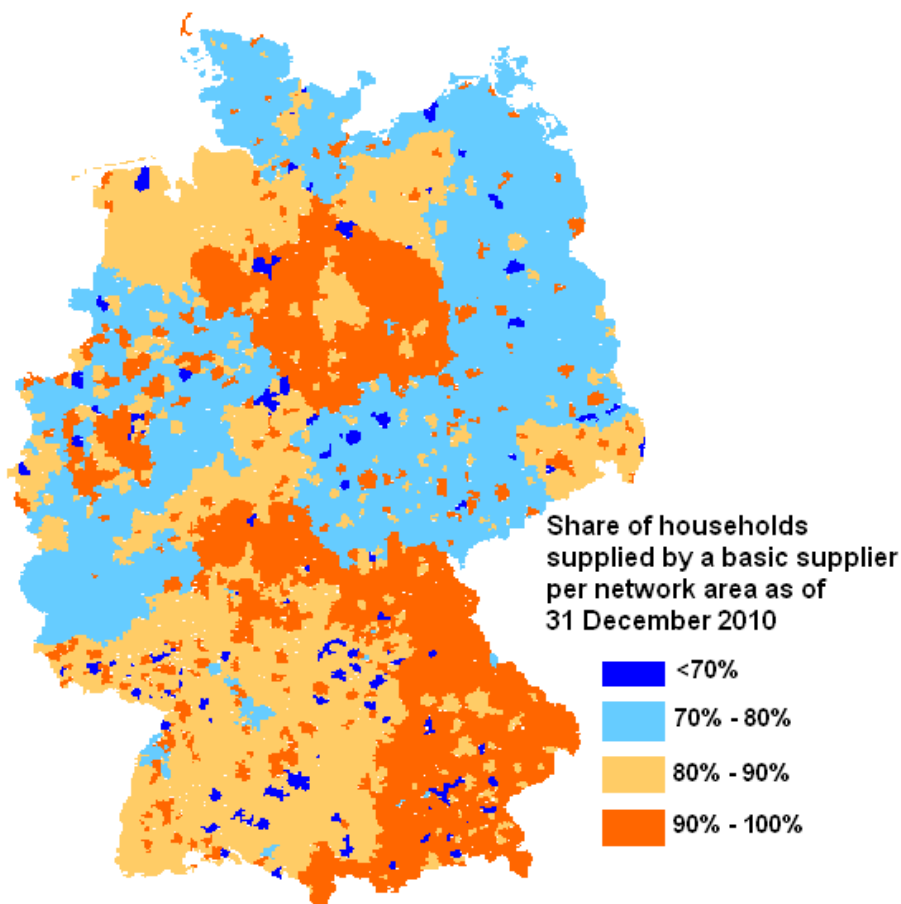 Share of households
supplied by a basic supplier
per network area as of
31 December 2010
<70%
70% - 80%
80% - 90%
90% - 100%